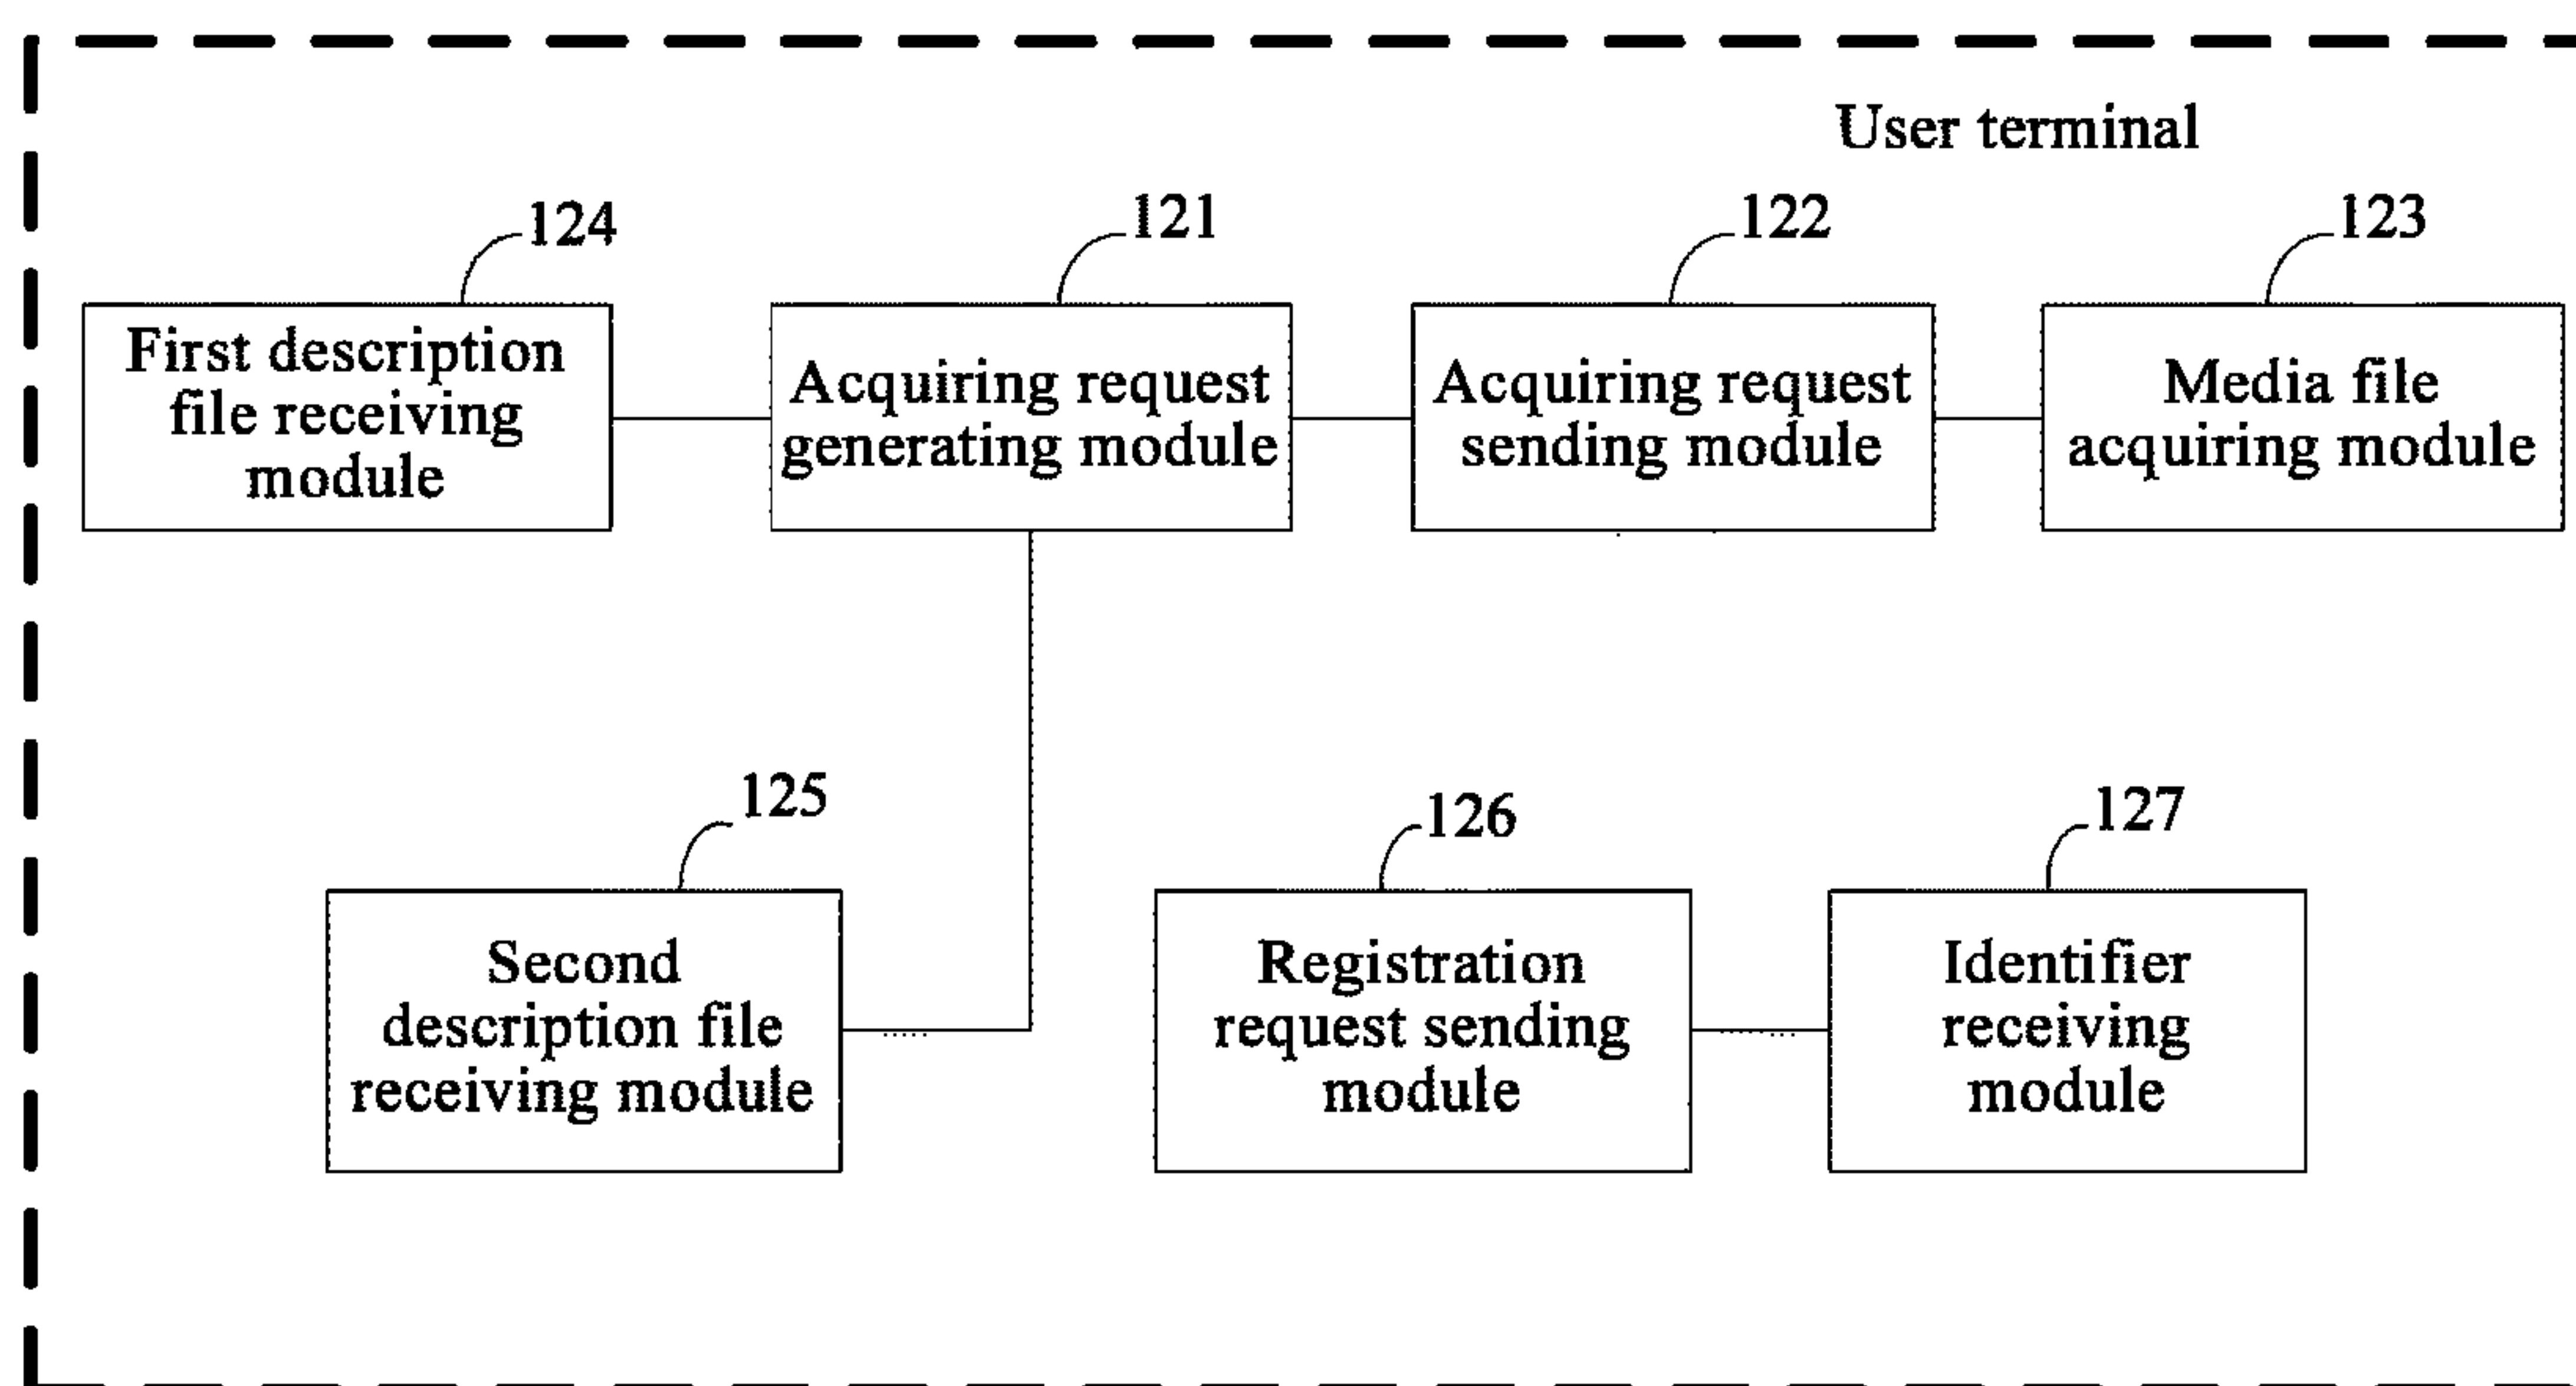 User terminal
124
121
122
123
First description
file receiving
module
Acquiring request
generating module
Acquiring request
sending module
Media file
acquiring module
125
126
127
Second
description file
receiving module
Registration
request sending
module
Identifier
receiving
module